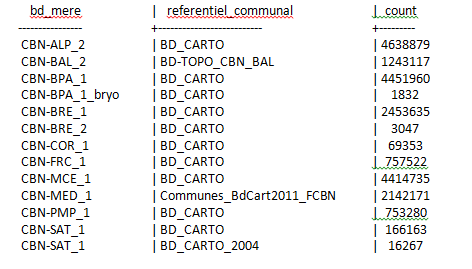 bd_mere | referentiel_communal | count
----------------+--------------------------+---------
CBN-ALP_2 | BD_CARTO | 4638879
CBN-BAL_2 | BD-TOPO_CBN_BAL | 1243117
CBN-BPA_1 | BD_CARTO | 4451960
CBN-BPA_1_bryo | BD_CARTO | 1832
CBN-BRE_1 | BD_CARTO | 2453635
CBN-BRE_2 | BD_CARTO | 3047
CBN-COR_1 | BD_CARTO | 69353
CBN-FRC_1 | BD_CARTO | 757522
CBN-MCE_1 | BD_CARTO | 4414735
CBN-MED_1 | Communes_BdCart2011_FCBN | 2142171
CBN-PMP_1 | BD_CARTO | 753280
CBN-SAT_1 | BD_CARTO | 166163
CBN-SAT_1 | BD_CARTO_2004 | 16267